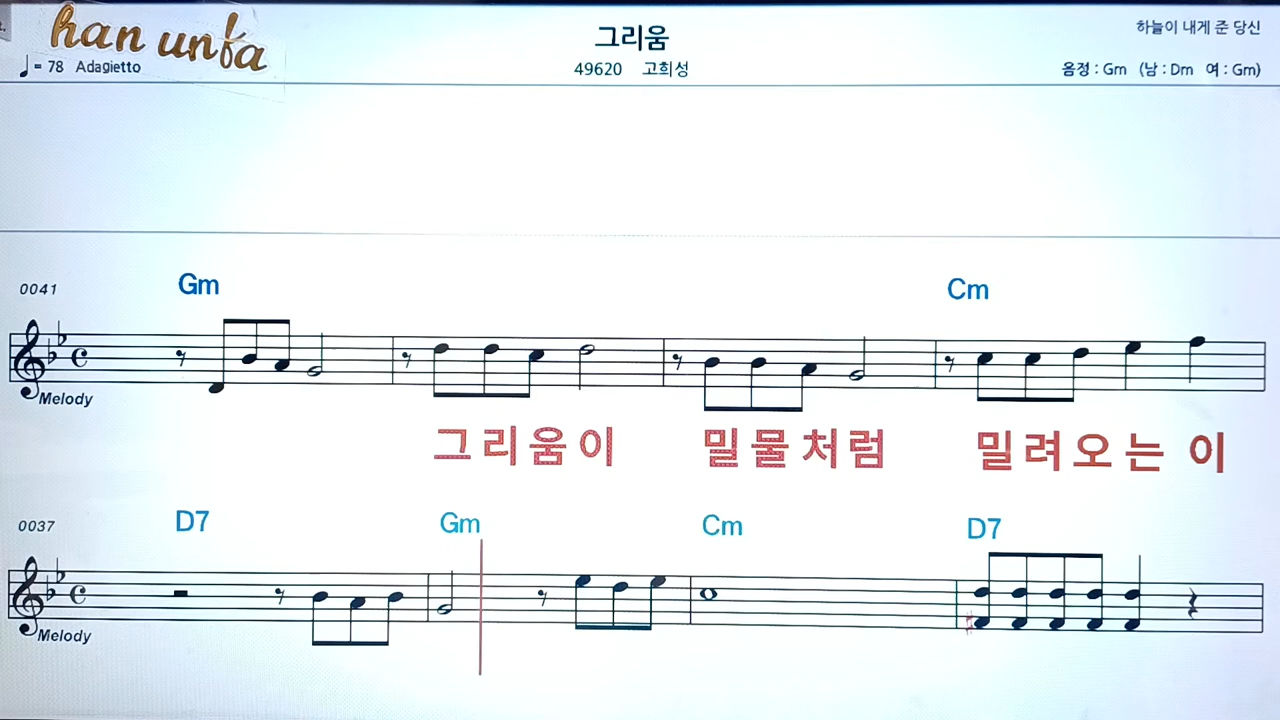 han unfa
그리움
하늘이 내게 준 당신
♩= 78 Adagietto
49620 고희성
음정 : Gm (남 : Dm 여 : Gm)
Gm Cm
0041
Melody
그리움이 밀물처럼 밀려오는 이
D7 Gm Cm D7
0037
Melody